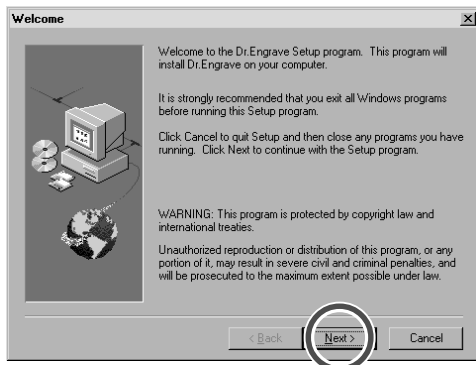 Welcome
Welcome to the Dr.Engrave Setup program. This program will
install Dr.Engrave on your computer.
It is strongly recommended that you exit all Windows programs
before running this Setup program.
Click Cancel to quit Setup and then close any programs you have
running. Click Next to continue with the Setup program.
WARNING: This program is protected by copyright law and
international treaties.
Unauthorized reproduction or distribution of this program, or any
portion of it, may result in severe civil and criminal penalties, and
will be prosecuted to the maximum extent possible under law.
< Back Next > Cancel